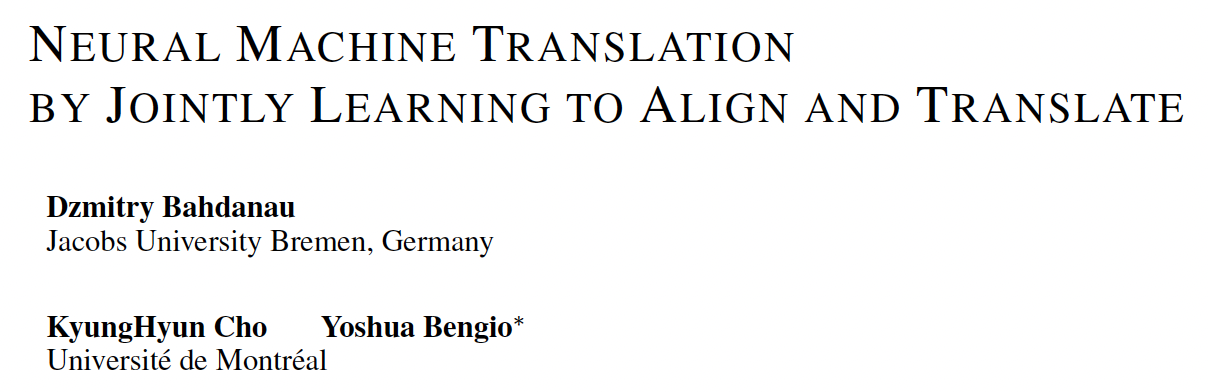 NEURAL MACHINE TRANSLATION
BY JOINTLY LEARNING TO ALIGN AND TRANSLATE
Dzmitry Bahdanau
Jacobs University Bremen, Germany
KyungHyun Cho Yoshua Bengio*
Université de Montréal